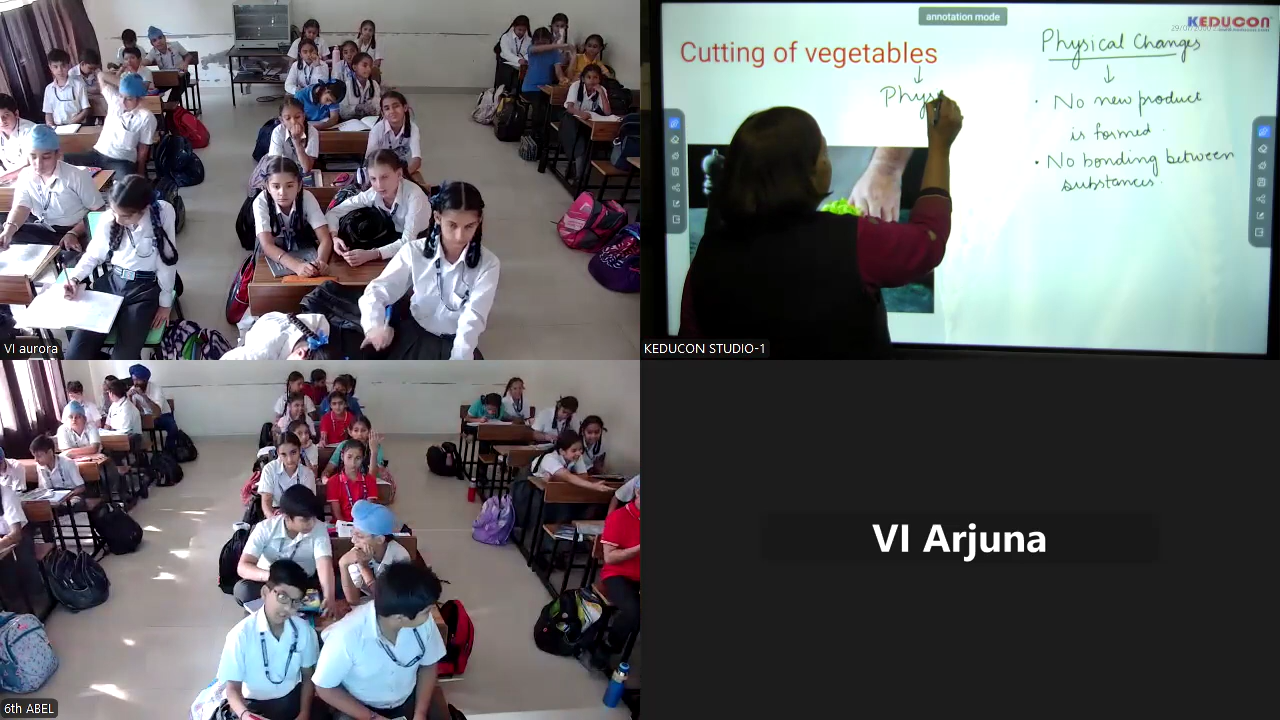 annotation mode
KEDUCON
Cutting of vegetables
Physical Changes
↓
↓
Phys
· No new product
is formed.
· No bonding between
substances.
VI aurora
KEDUCON STUDIO-1
VI Arjuna
6th ABEL